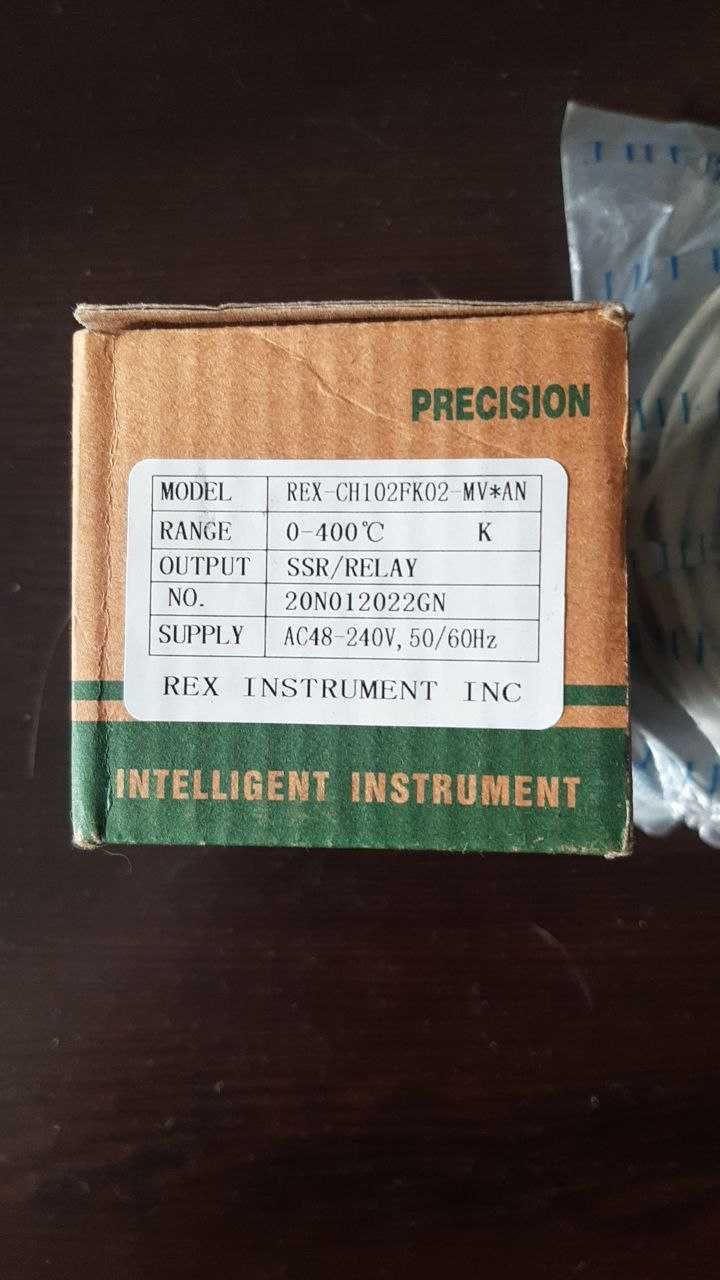 PRECISION
MODEL REX-CH102FK02-MV*AN
RANGE 0-400℃ K
OUTPUT SSR/RELAY
NO. 20N012022GN
SUPPLY AC48-240V, 50/60Hz
REX INSTRUMENT INC
INTELLIGENT INSTRUMENT